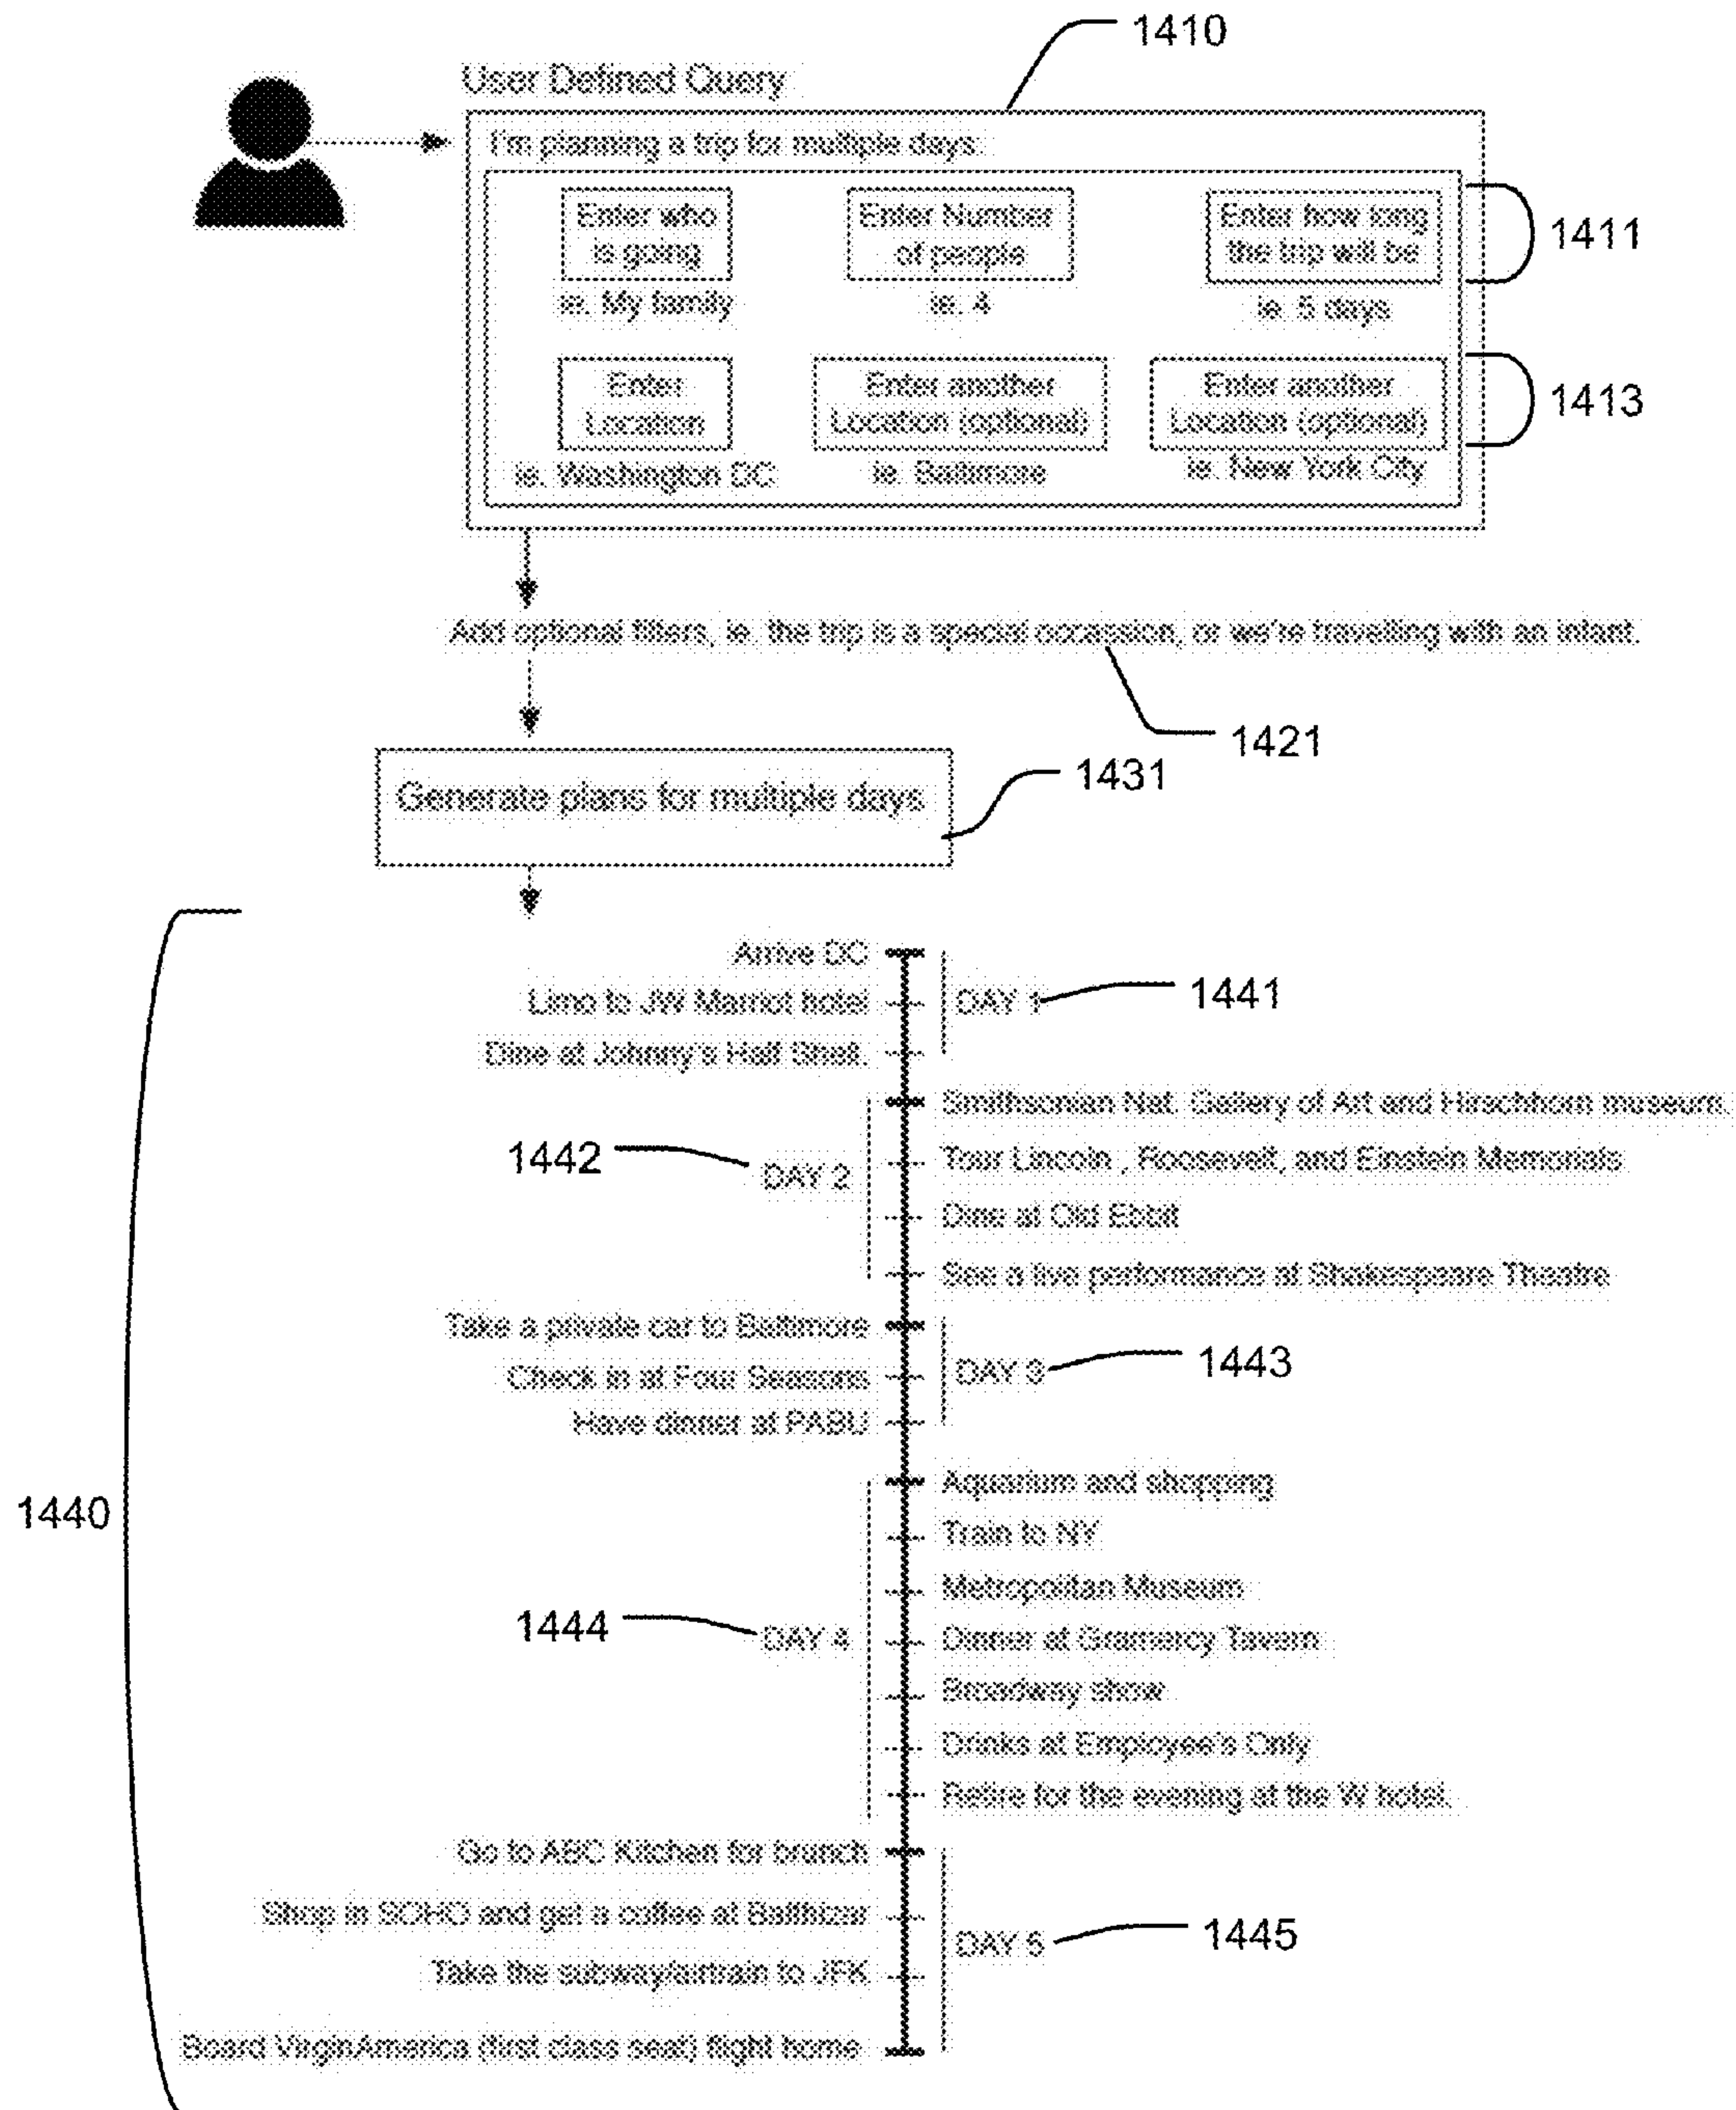 1410
User Defined Query
I'm planning a trip for multiple days:
Enter who
is going
ie. My family
Enter Number
of people
ie. 4
Enter how long
the trip will be
ie. 5 days
1411
Enter
Location
ie. Washington DC
Enter another
Location (optional)
ie. Baltimore
Enter another
Location (optional)
ie. New York City
1413
Add optional filters, ie. the trip is a special occassion, or we're travelling with an infant.
1421
1431
Generate plans for multiple days
1440
Arrive DC
Limo to JW Marriot hotel
Dine at Johnny's Half Shell.
DAY 1
1441
1442
DAY 2
Smithsonian Nat. Gallery of Art and Hirschhorn museum.
Tour Lincoln , Roosevelt, and Einstein Memorials
Dine at Old Ebbit
See a live performance at Shakespeare Theatre
Take a private car to Baltimore
Check in at Four Seasons
Have dinner at PABU
DAY 3
1443
1444
DAY 4
Aquarium and shopping
Train to NY
Metropolitan Museum
Dinner at Gramercy Tavern
Broadway show
Drinks at Employee's Only
Retire for the evening at the W hotel.
Go to ABC Kitchen for brunch
Shop in SOHO and get a coffee at Balthizar
Take the subway/airtrain to JFK
Board VirginAmerica (first class seat) flight home
DAY 5
1445